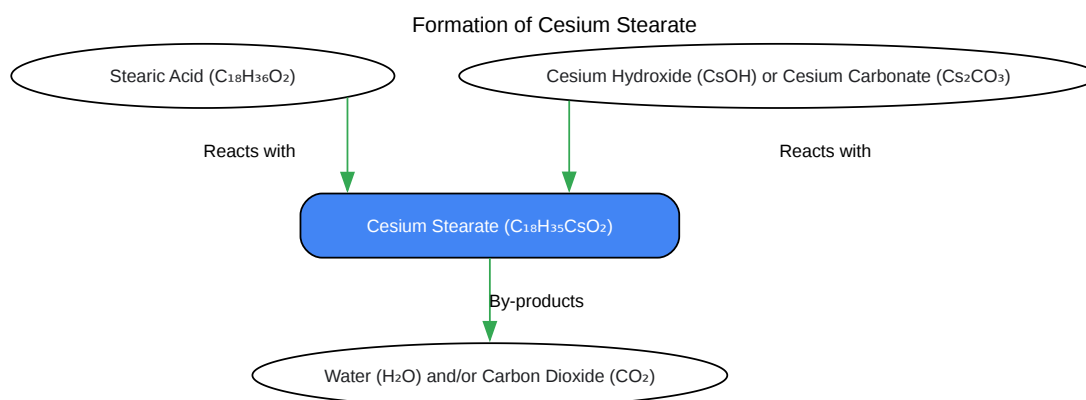 Formation of Cesium Stearate
Stearic Acid (C₁₈H₃₆O₂)
Cesium Hydroxide (CsOH) or Cesium Carbonate (Cs₂CO₃)
Reacts with
Reacts with
Cesium Stearate (C₁₈H₃₅CsO₂)
By-products
Water (H₂O) and/or Carbon Dioxide (CO₂)